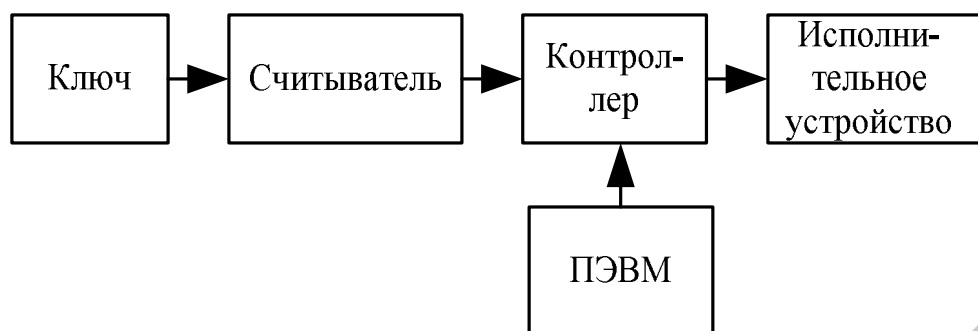 Ключ
Считыватель
Контрол-
лер
Исполни-
тельное
устройство
ПЭВМ